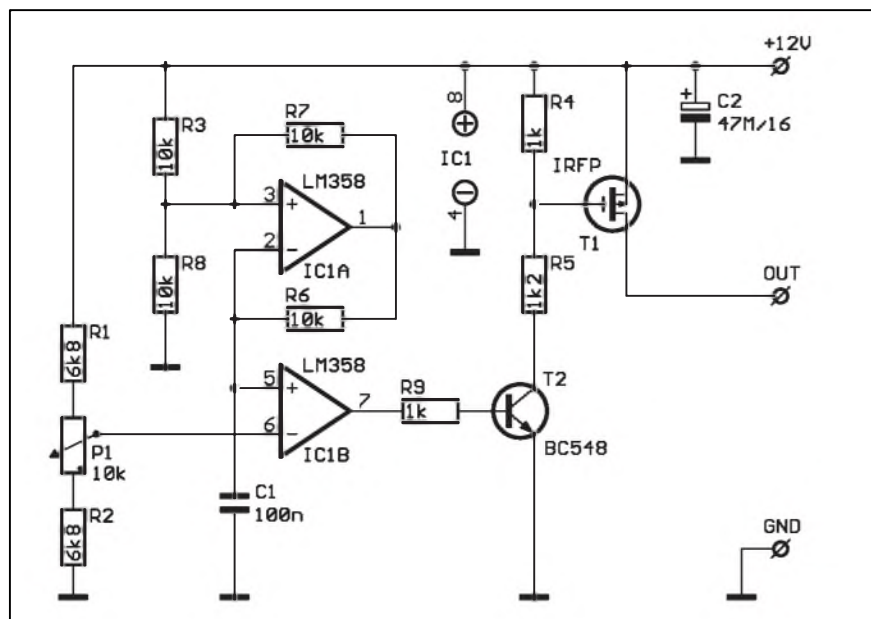 +12V
R3
10k
R7
10k
8
IC1
4
R4
1k
C2
+
47M/16
IRFP
T1
LM358
3
+
2
-
1
IC1A
R8
10k
R6
10k
R5
1k2
OUT
R1
6k8
LM358
5
+
6
-
7
IC1B
R9
1k
T2
BC548
P1
10k
C1
100n
R2
6k8
GND